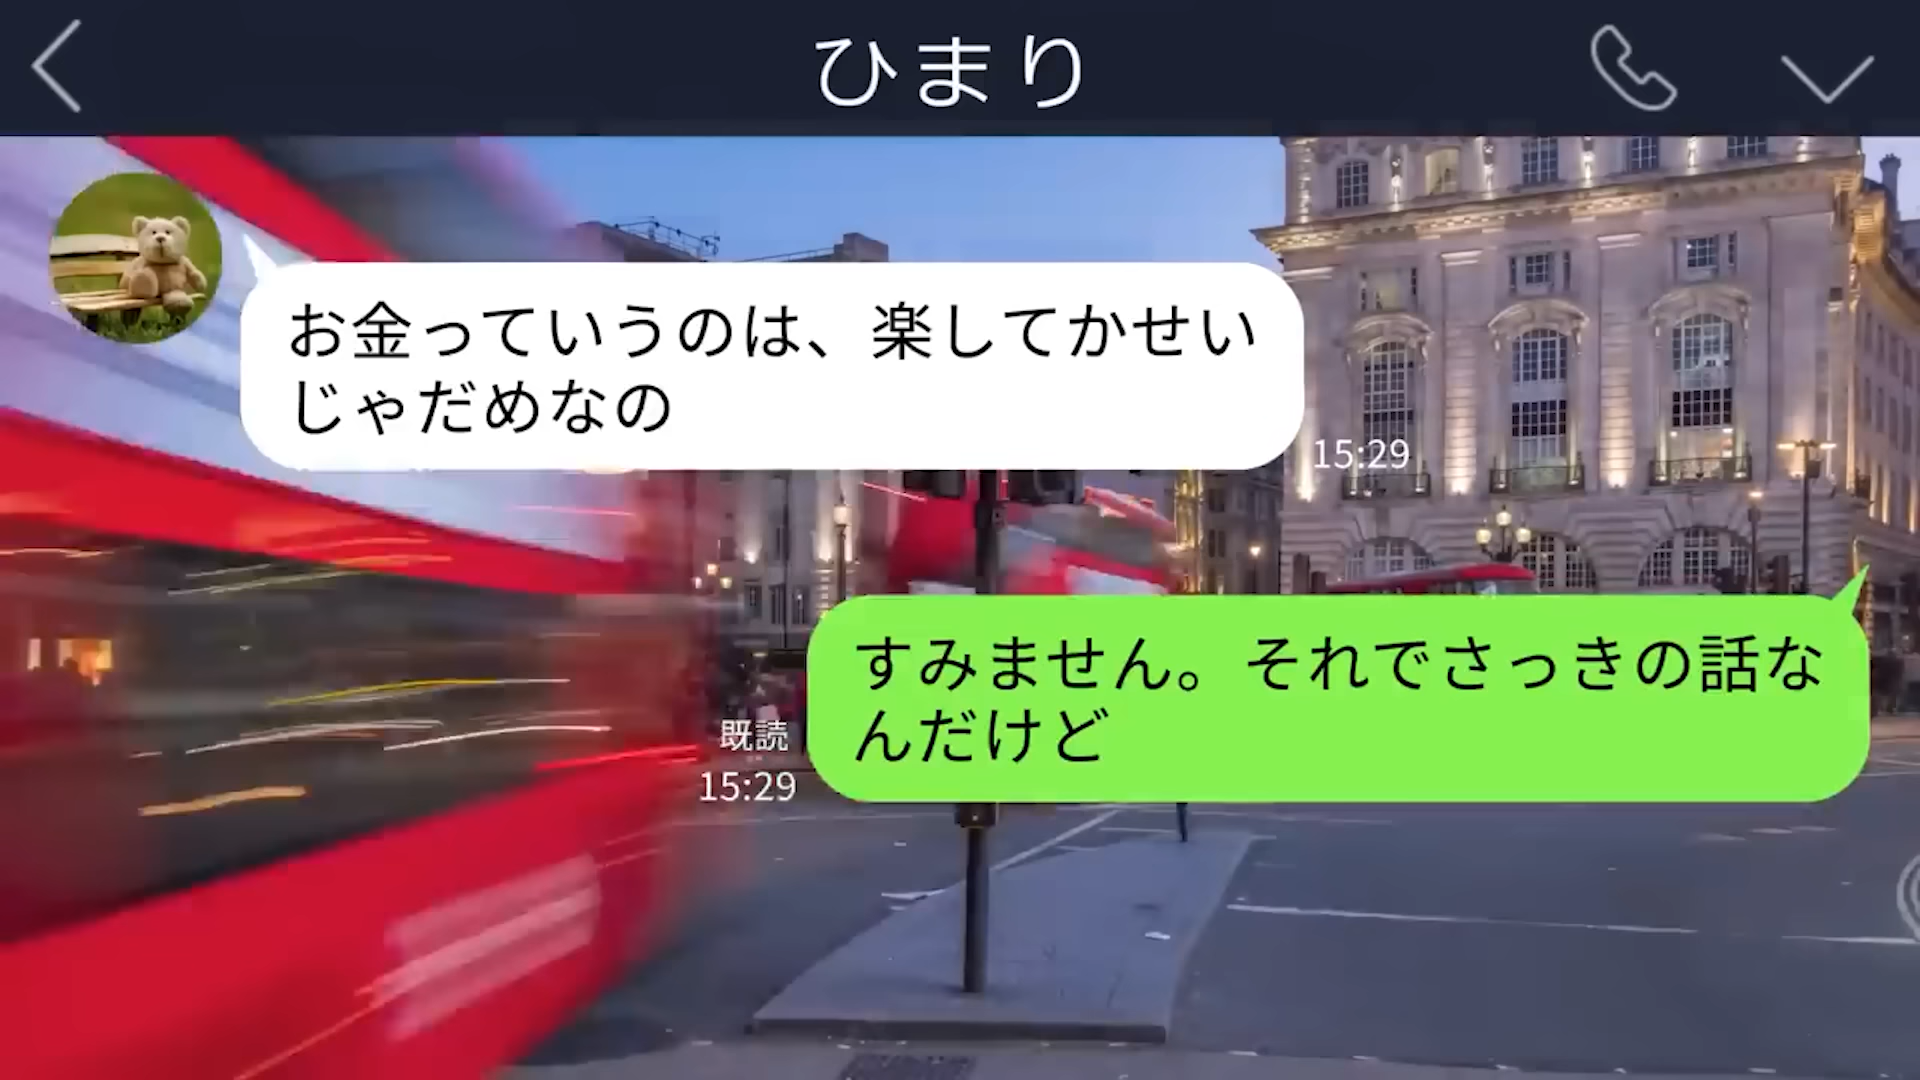 ひまり
お金っていうのは、楽してかせい
じゃだめなの
15:29
すみません。それでさっきの話な
んだけど
既読
15:29